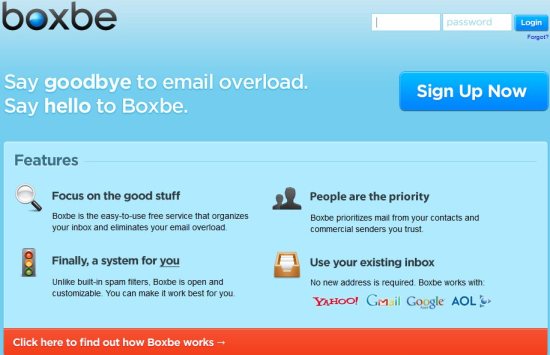 boxbe
password
Login
Forgot?
Say goodbye to email overload.
Say hello to Boxbe.
Sign Up Now
Features
Focus on the good stuff
Boxbe is the easy-to-use free service that organizes
your inbox and eliminates your email overload.
People are the priority
Boxbe prioritizes mail from your contacts and
commercial senders you trust.
Finally, a system for you
Unlike built-in spam filters, Boxbe is open and
customizable. You can make it work best for you.
Use your existing inbox
No new address is required. Boxbe works with:
YAHOO! Gmail Google AOL
Click here to find out how Boxbe works →